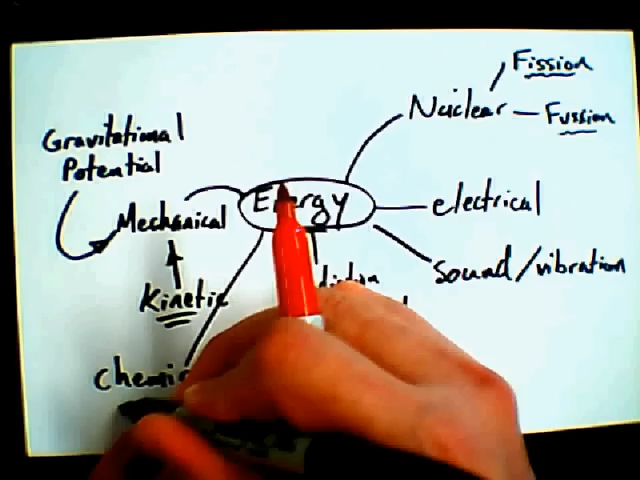 Fission
Nuclear
Fussion
Gravitational
Potential
Energy
Mechanical
electrical
sound/vibration
Kinetic